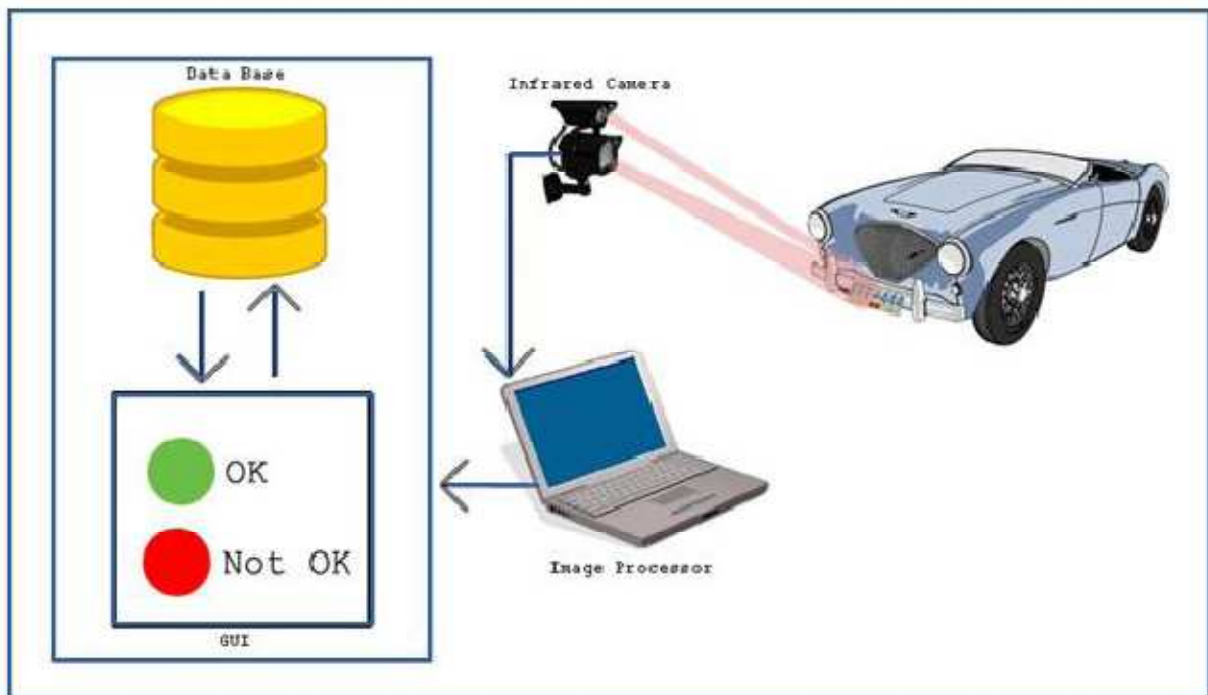 Data Base
Infrared Camera
OK
Not OK
GUI
Image Processor